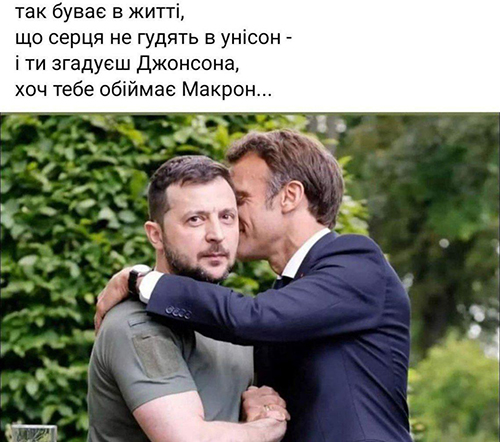 так буває в житті,
що серця не гудять в унісон -
і ти згадуєш Джонсона,
хоч тебе обіймає Макрон...